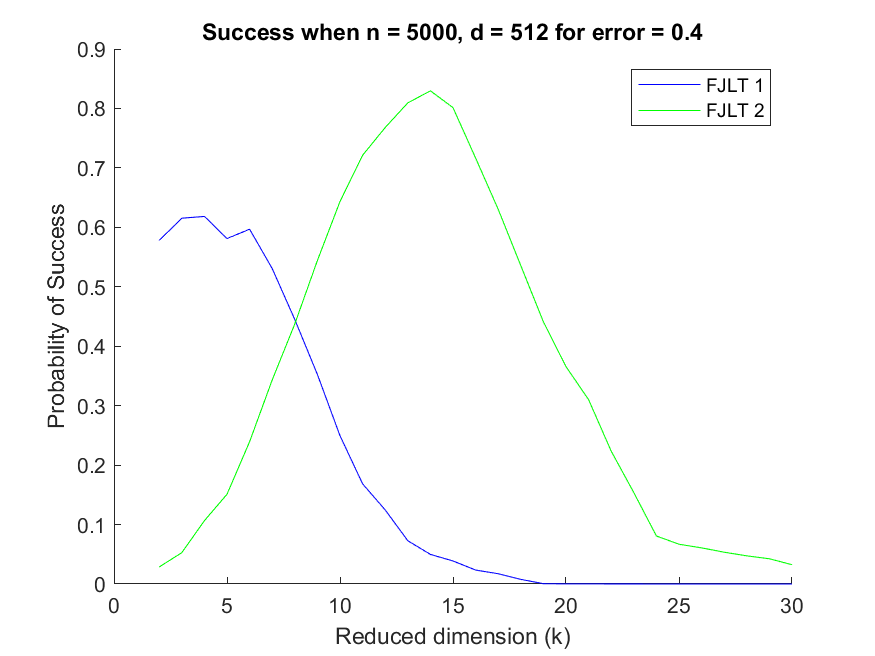 Success when n = 5000, d = 512 for error = 0.4
FJLT 1
FJLT 2
0.9
0.8
0.7
0.6
0.5
0.4
0.3
0.2
0.1
0
Probability of Success
0 5 10 15 20 25 30
Reduced dimension (k)